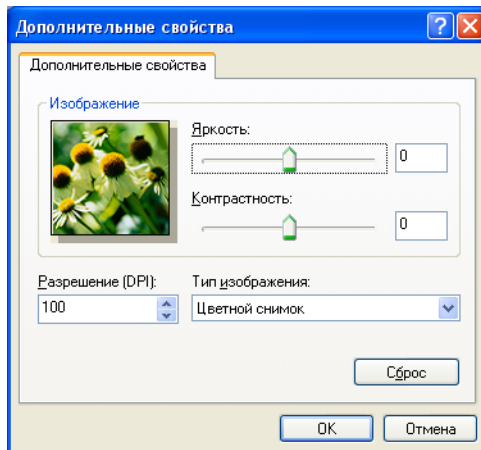 Дополнительные свойства
Дополнительные свойства
Изображение
Яркость:
0
Контрастность:
0
Разрешение (DPI):
Тип изображения:
100
Цветной снимок
Сброс
OK
Отмена